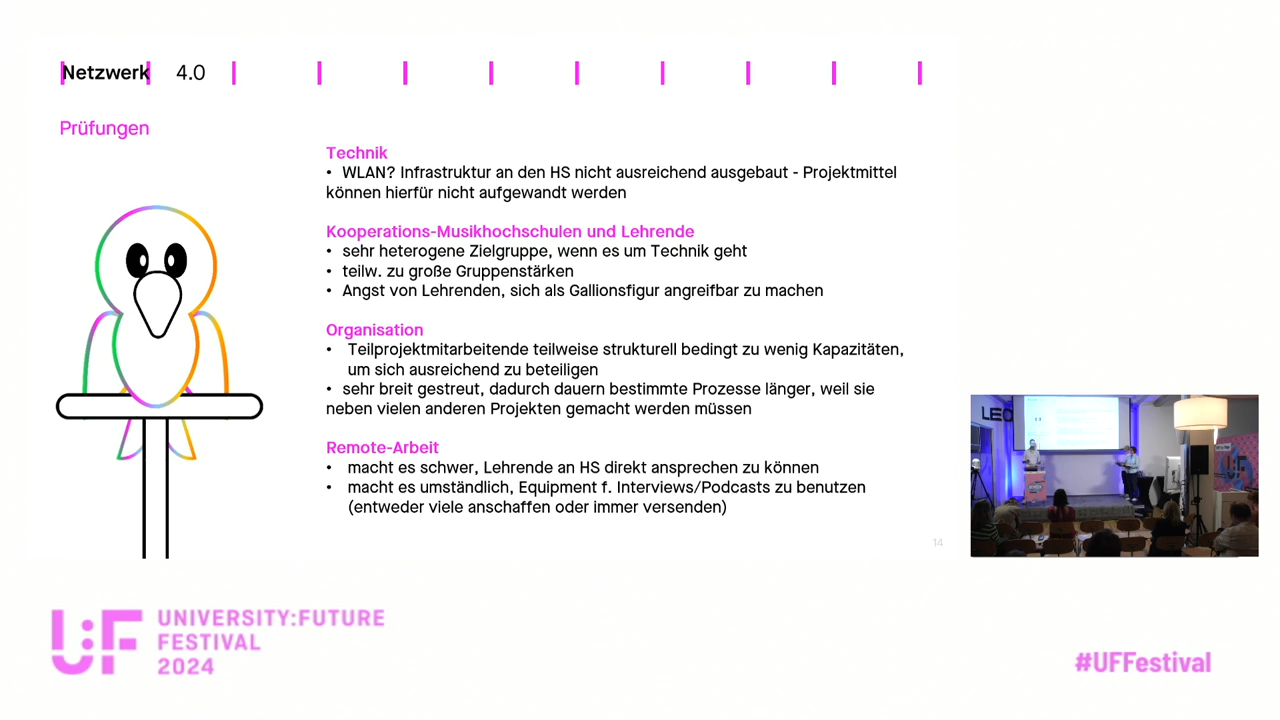 Netzwerk 4.0
Prüfungen
Technik
• WLAN? Infrastruktur an den HS nicht ausreichend ausgebaut - Projektmittel
können hierfür nicht aufgewandt werden
Kooperations-Musikhochschulen und Lehrende
• sehr heterogene Zielgruppe, wenn es um Technik geht
• teilw. zu große Gruppenstärken
• Angst von Lehrenden, sich als Gallionsfigur angreifbar zu machen
Organisation
• Teilprojektmitarbeitende teilweise strukturell bedingt zu wenig Kapazitäten,
um sich ausreichend zu beteiligen
• sehr breit gestreut, dadurch dauern bestimmte Prozesse länger, weil sie
neben vielen anderen Projekten gemacht werden müssen
Remote-Arbeit
• macht es schwer, Lehrende an HS direkt ansprechen zu können
• macht es umständlich, Equipment f. Interviews/Podcasts zu benutzen
(entweder viele anschaffen oder immer versenden)
14
U:F UNIVERSITY:FUTURE
FESTIVAL
2024
#UFFestival